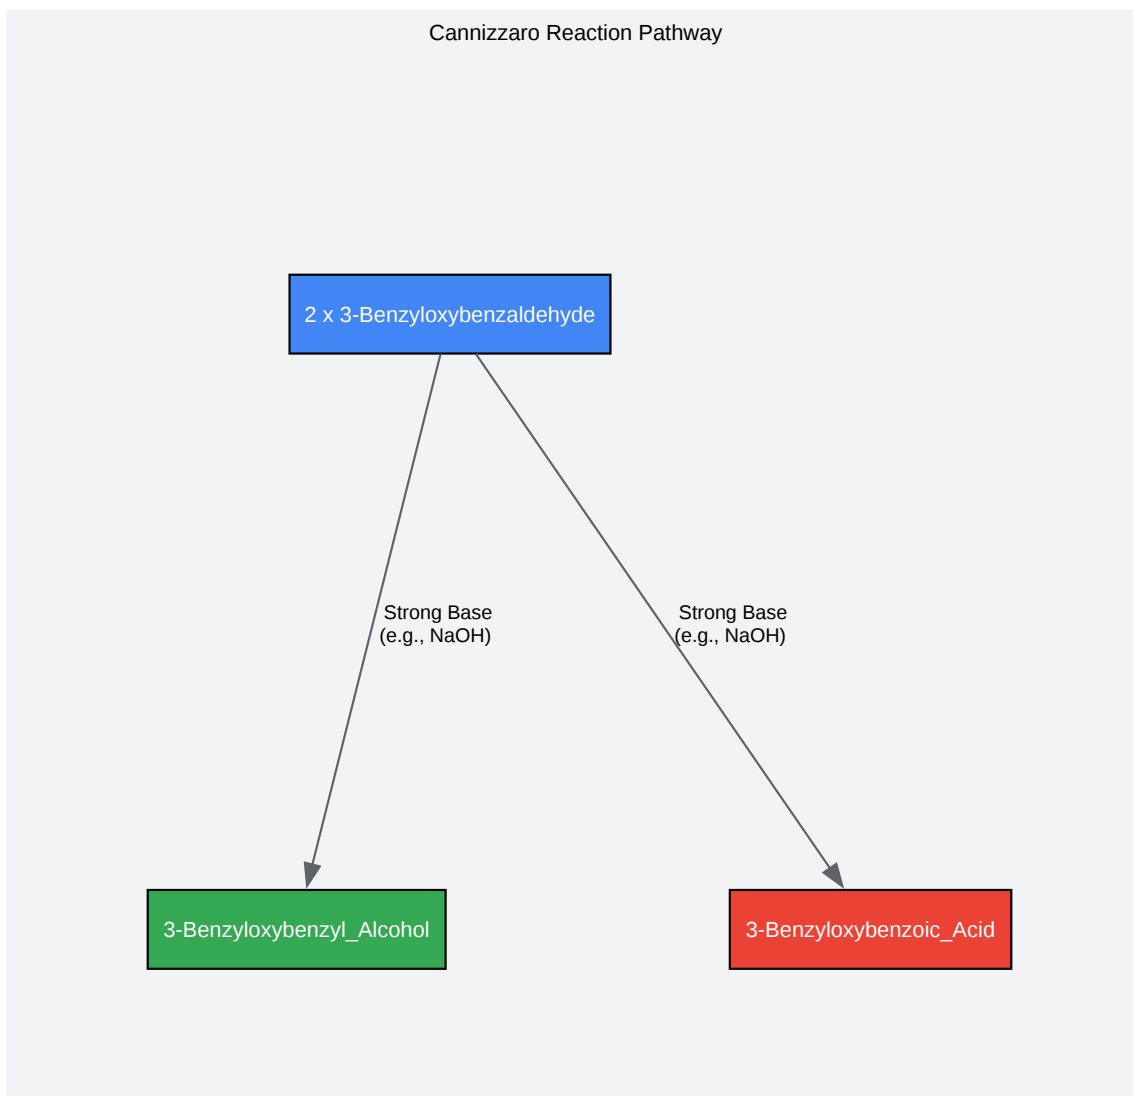 Cannizzaro Reaction Pathway
2 x 3-Benzyloxybenzaldehyde
Strong Base
(e.g., NaOH)
Strong Base
(e.g., NaOH)
3-Benzyloxybenzyl_Alcohol
3-Benzyloxybenzoic_Acid